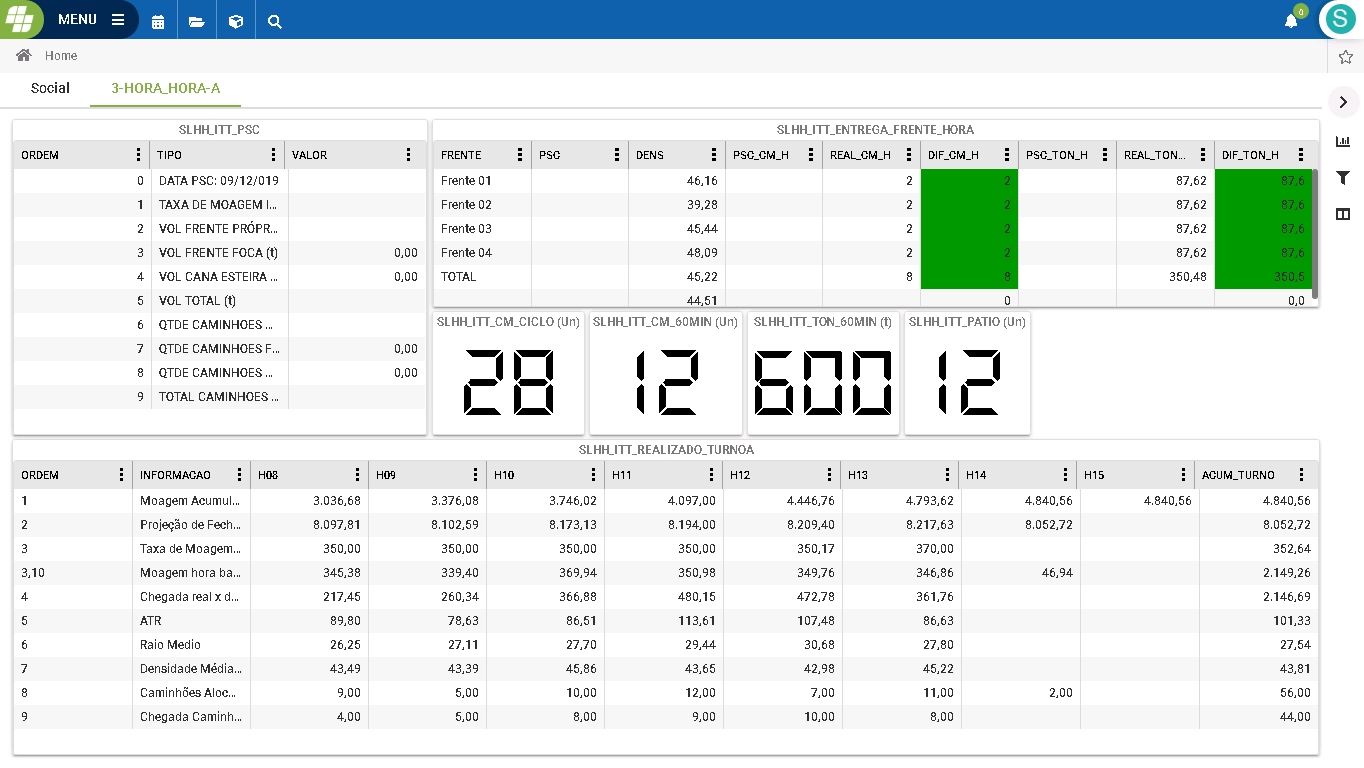 MENU
0
S
Home
Social 3-HORA_HORA-A
SLHH_ITT_PSC
ORDEM TIPO VALOR
0 DATA PSC: 09/12/019
1 TAXA DE MOAGEM I...
2 VOL FRENTE PRÓPR...
3 VOL FRENTE FOCA (t) 0,00
4 VOL CANA ESTEIRA ... 0,00
5 VOL TOTAL (t)
6 QTDE CAMINHOES ...
7 QTDE CAMINHOES F... 0,00
8 QTDE CAMINHOES ... 0,00
9 TOTAL CAMINHOES ...
SLHH_ITT_ENTREGA_FRENTE_HORA
FRENTE PSC DENS PSC_CM_H REAL_CM_H DIF_CM_H PSC_TON_H REAL_TON... DIF_TON_H
Frente 01 46,16 2 2 87,62 87,6
Frente 02 39,28 2 2 87,62 87,6
Frente 03 45,44 2 2 87,62 87,6
Frente 04 48,09 2 2 87,62 87,6
TOTAL 45,22 8 8 350,48 350,5
44,51 0 0,0
SLHH_ITT_CM_CICLO (Un) SLHH_ITT_CM_60MIN (Un) SLHH_ITT_TON_60MIN (t) SLHH_ITT_PATIO (Un)
28 12 600 12
SLHH_ITT_REALIZADO_TURNOA
ORDEM INFORMACAO H08 H09 H10 H11 H12 H13 H14 H15 ACUM_TURNO
1 Moagem Acumul... 3.036,68 3.376,08 3.746,02 4.097,00 4.446,76 4.793,62 4.840,56 4.840,56 4.840,56
2 Projeção de Fech... 8.097,81 8.102,59 8.173,13 8.194,00 8.209,40 8.217,63 8.052,72 8.052,72
3 Taxa de Moagem... 350,00 350,00 350,00 350,00 350,17 370,00 352,64
3,10 Moagem hora ba... 345,38 339,40 369,94 350,98 349,76 346,86 46,94 2.149,26
4 Chegada real x d... 217,45 260,34 366,88 480,15 472,78 361,76 2.146,69
5 ATR 89,80 78,63 86,51 113,61 107,48 86,63 101,33
6 Raio Medio 26,25 27,11 27,70 29,44 30,68 27,80 27,54
7 Densidade Média... 43,49 43,39 45,86 43,65 42,98 45,22 43,81
8 Caminhões Aloc... 9,00 5,00 10,00 12,00 7,00 11,00 2,00 56,00
9 Chegada Caminh... 4,00 5,00 8,00 9,00 10,00 8,00 44,00